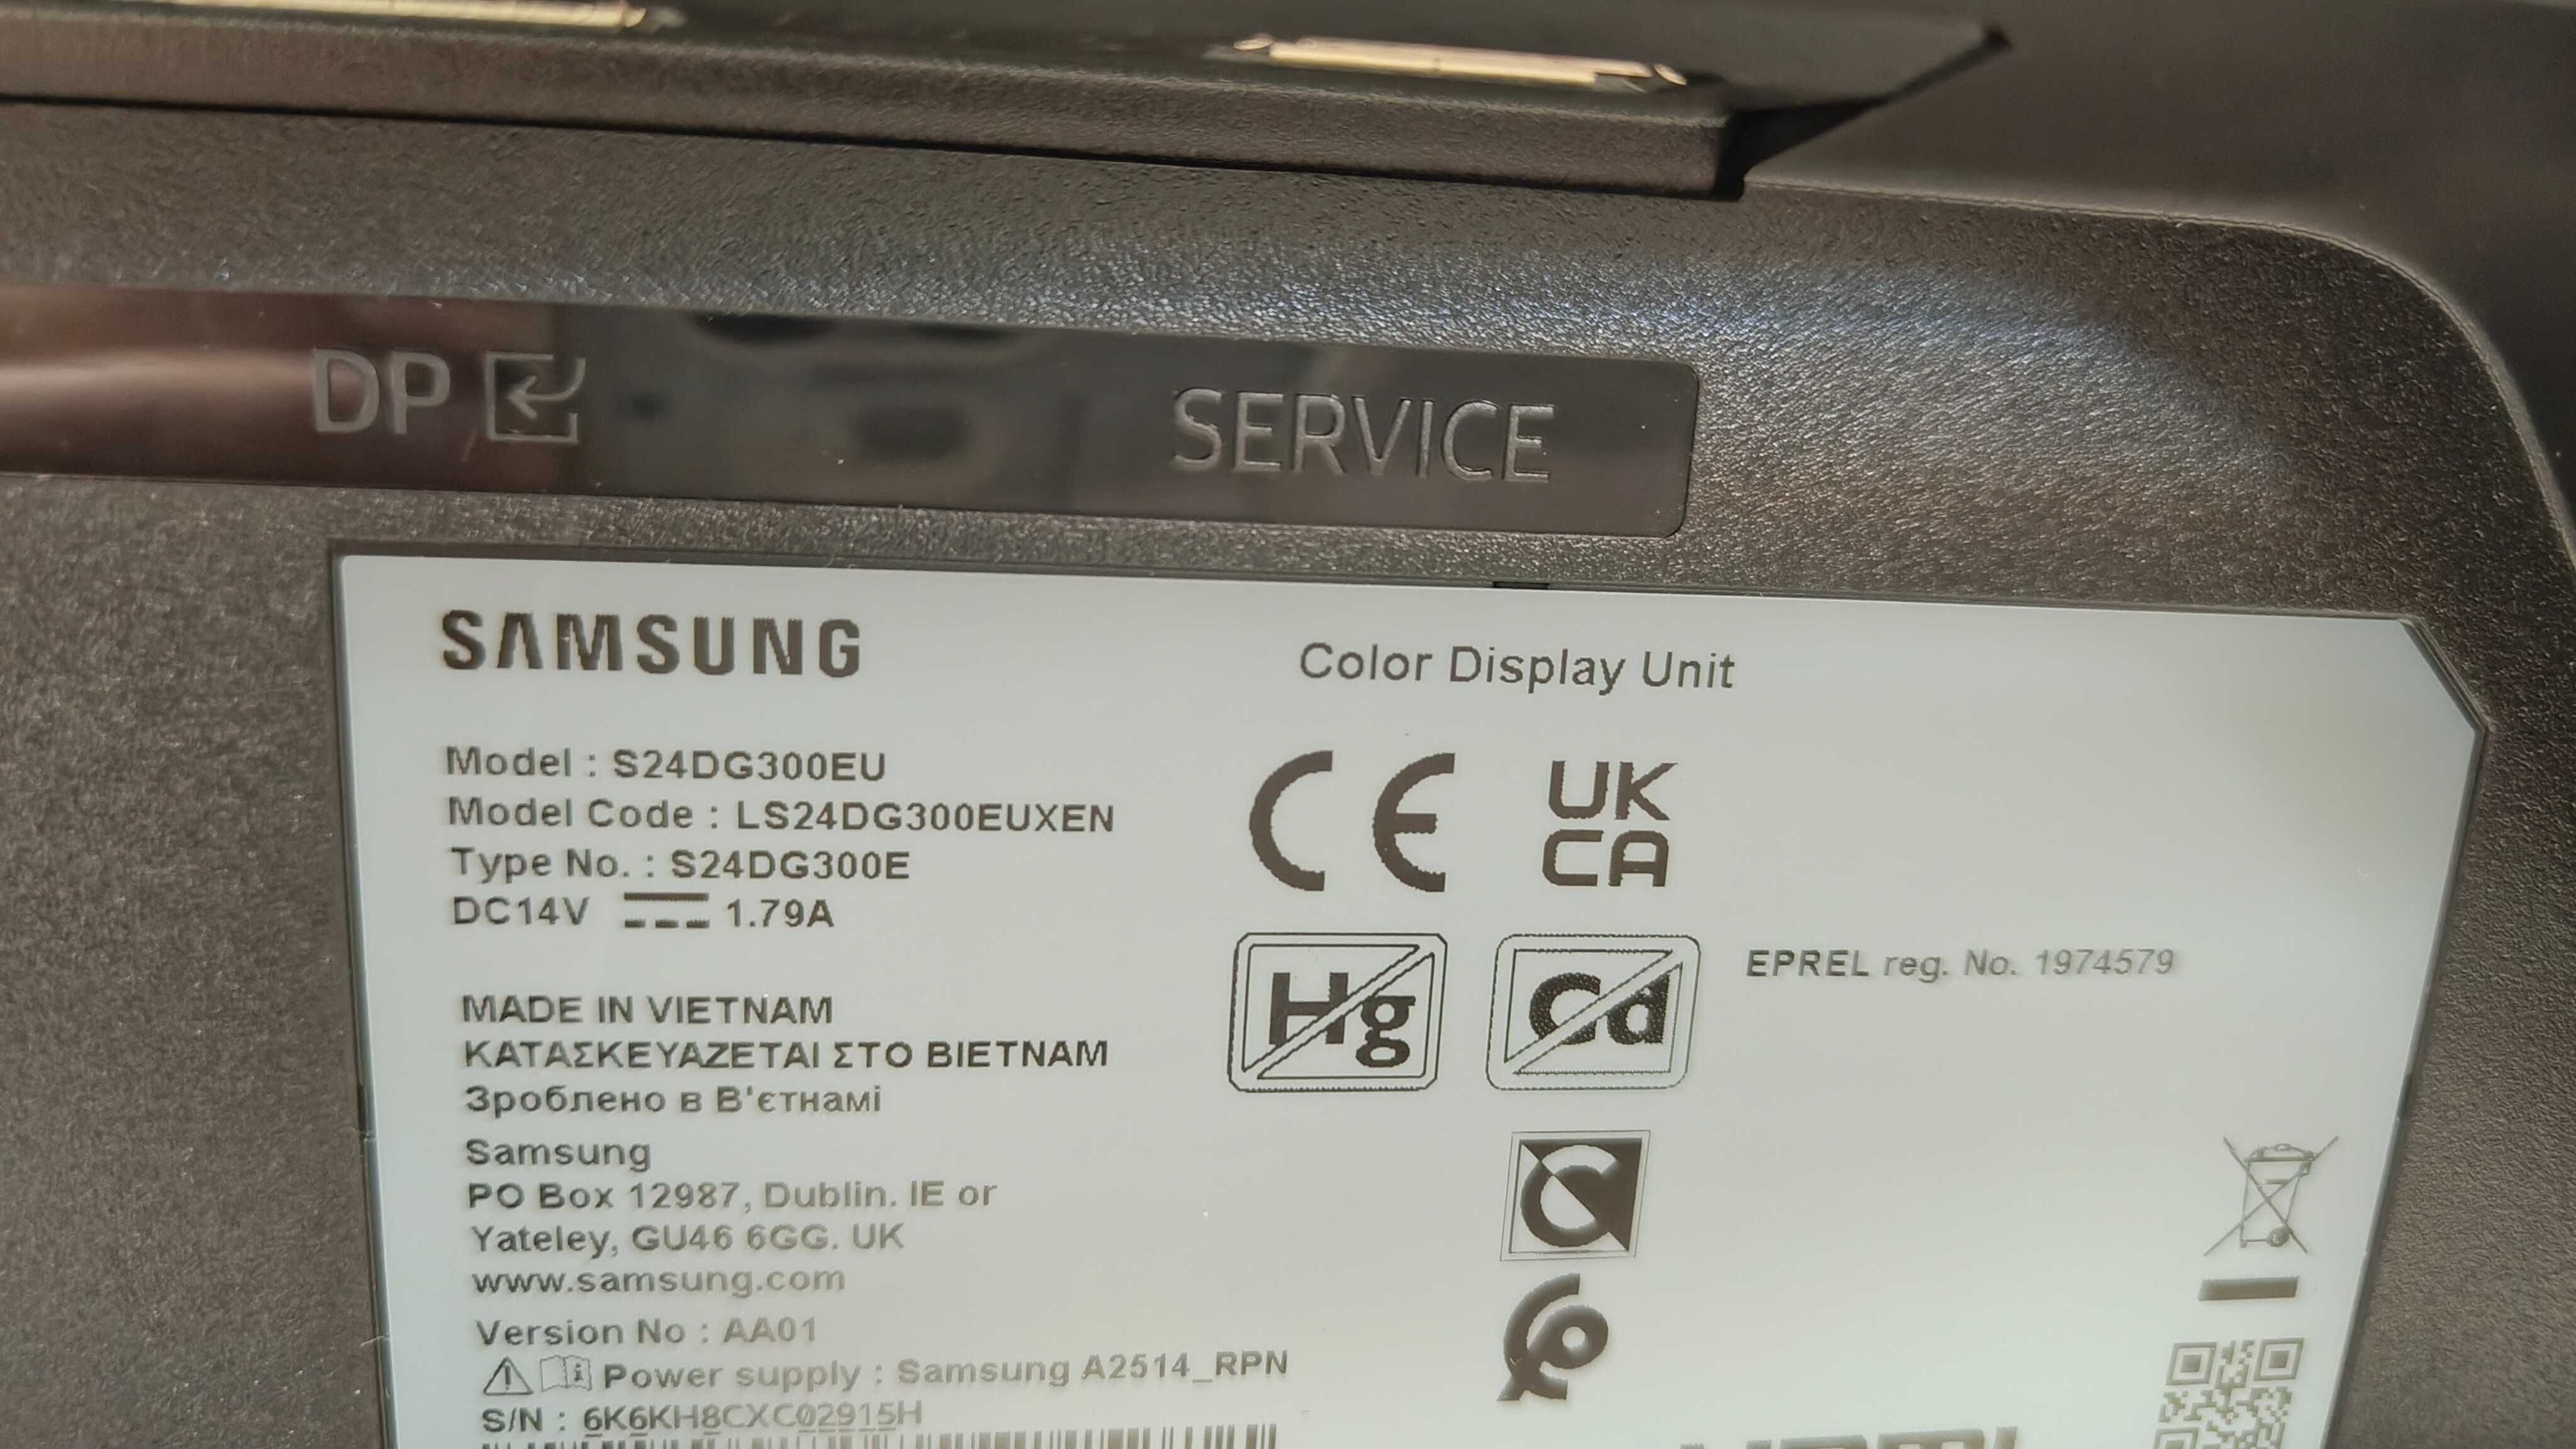 DP
SERVICE
SAMSUNG
Color Display Unit
Model : S24DG300EU
Model Code : LS24DG300EUXEN
Type No. : S24DG300E
DC14V ⎓ 1.79A
CE
UK
CA
Hg
Cd
EPREL reg. No. 1974579
MADE IN VIETNAM
ΚΑΤΑΣΚΕΥΑΖΕΤΑΙ ΣΤΟ ΒΙΕΤΝΑΜ
Зроблено в В'єтнамі
Samsung
PO Box 12987, Dublin. IE or
Yateley, GU46 6GG. UK
www.samsung.com
Version No : AA01
Power supply : Samsung A2514_RPN
S/N : 6K6KH8CXC02915H